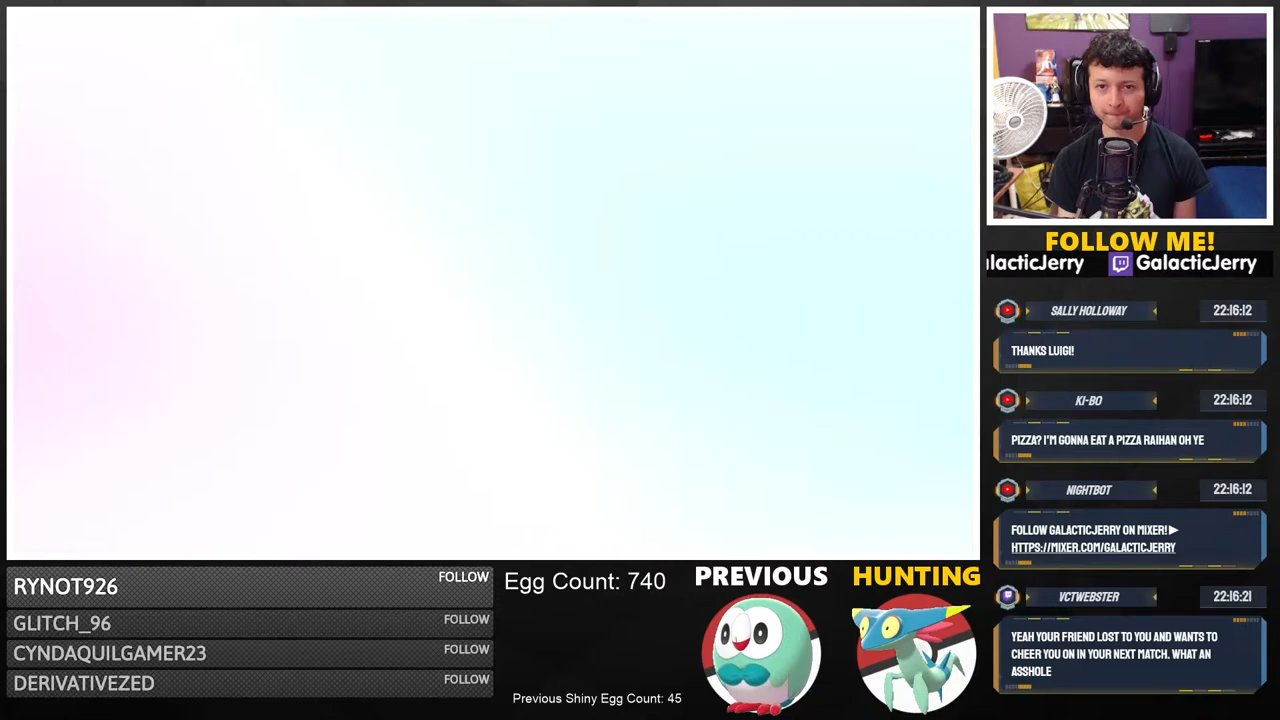 FOLLOW ME!
alacticJerry GalacticJerry
SALLY HOLLOWAY 22:16:12
THANKS LUIGI!
KI-BO 22:16:12
PIZZA? I'M GONNA EAT A PIZZA RAIHAN OH YE
NIGHTBOT 22:16:12
FOLLOW GALACTICJERRY ON MIXER! ▶
HTTPS://MIXER.COM/GALACTICJERRY
VCTWEBSTER 22:16:21
YEAH YOUR FRIEND LOST TO YOU AND WANTS TO
CHEER YOU ON IN YOUR NEXT MATCH. WHAT AN
ASSHOLE
RYNOT926 FOLLOW
GLITCH_96 FOLLOW
CYNDAQUILGAMER23 FOLLOW
DERIVATIVEZED FOLLOW
Egg Count: 740
Previous Shiny Egg Count: 45
PREVIOUS
HUNTING